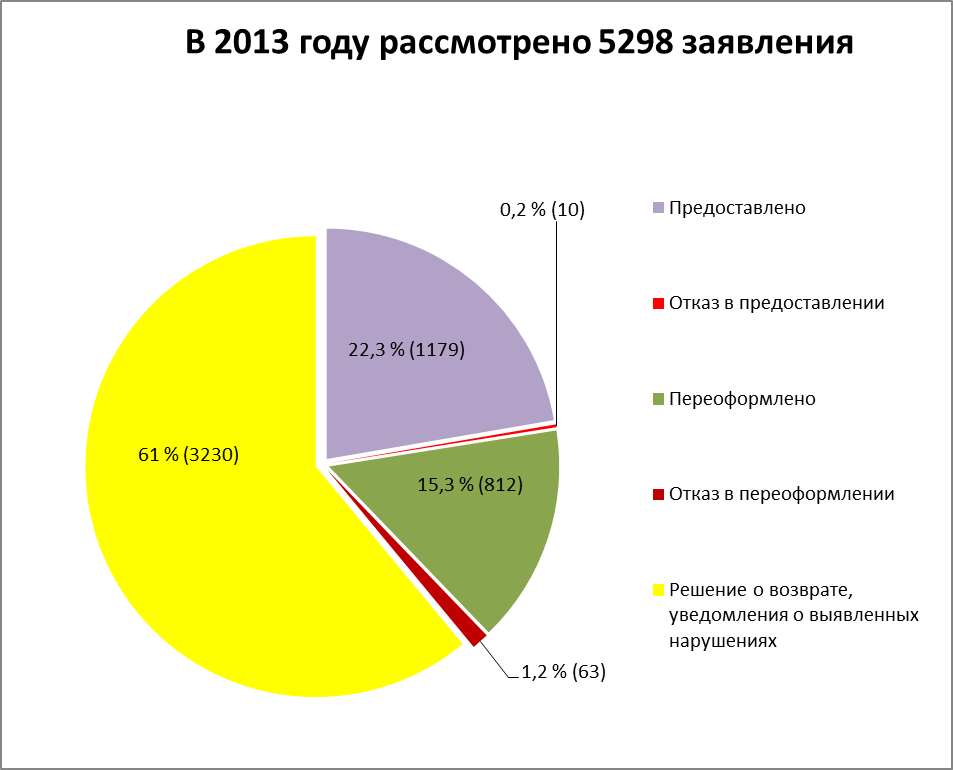 В 2013 году рассмотрено 5298 заявления
0,2 % (10)
22,3 % (1179)
61 % (3230)
15,3 % (812)
1,2 % (63)
Предоставлено
Отказ в предоставлении
Переоформлено
Отказ в переоформлении
Решение о возврате,
уведомления о выявленных
нарушениях